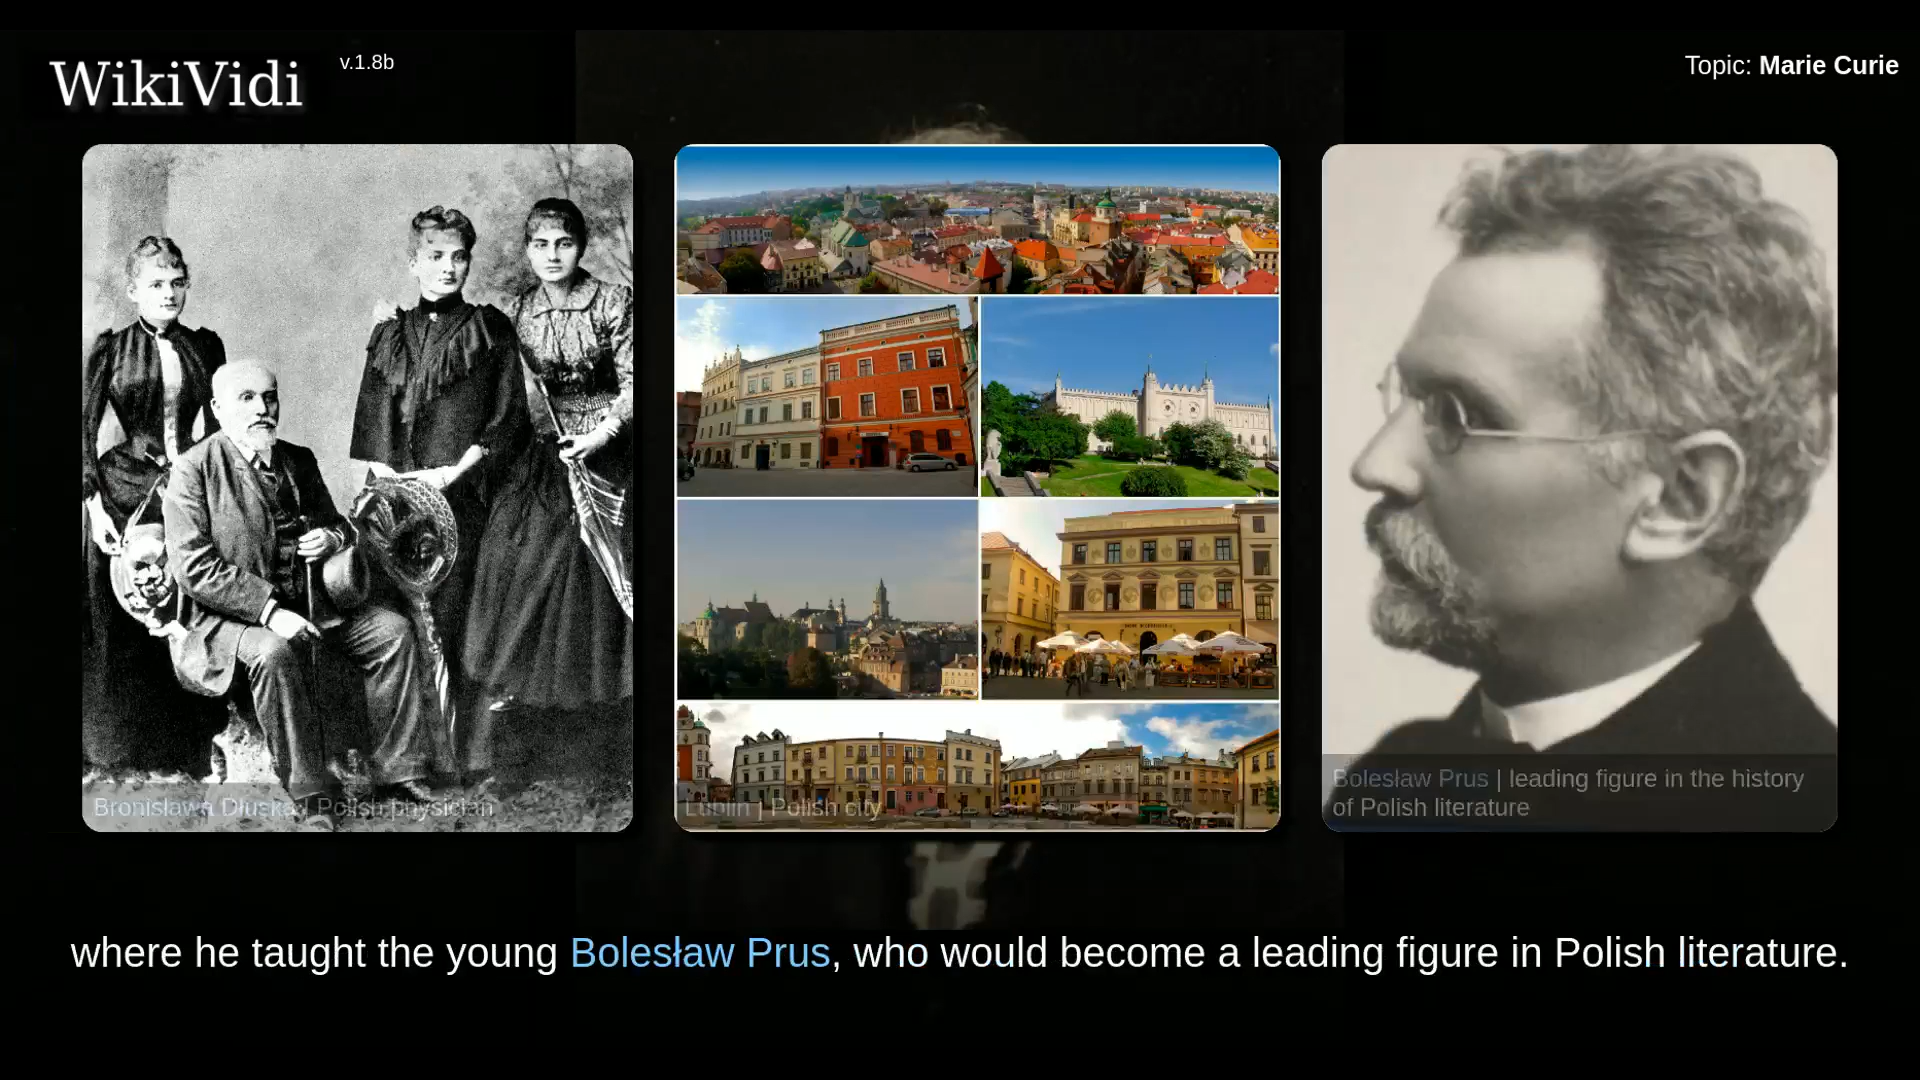 WikiVidi
v.1.8b
Topic: Marie Curie
Bronisława Dłuska | Polish physician
Lublin | Polish city
Bolesław Prus | leading figure in the history
of Polish literature
where he taught the young Bolesław Prus, who would become a leading figure in Polish literature.